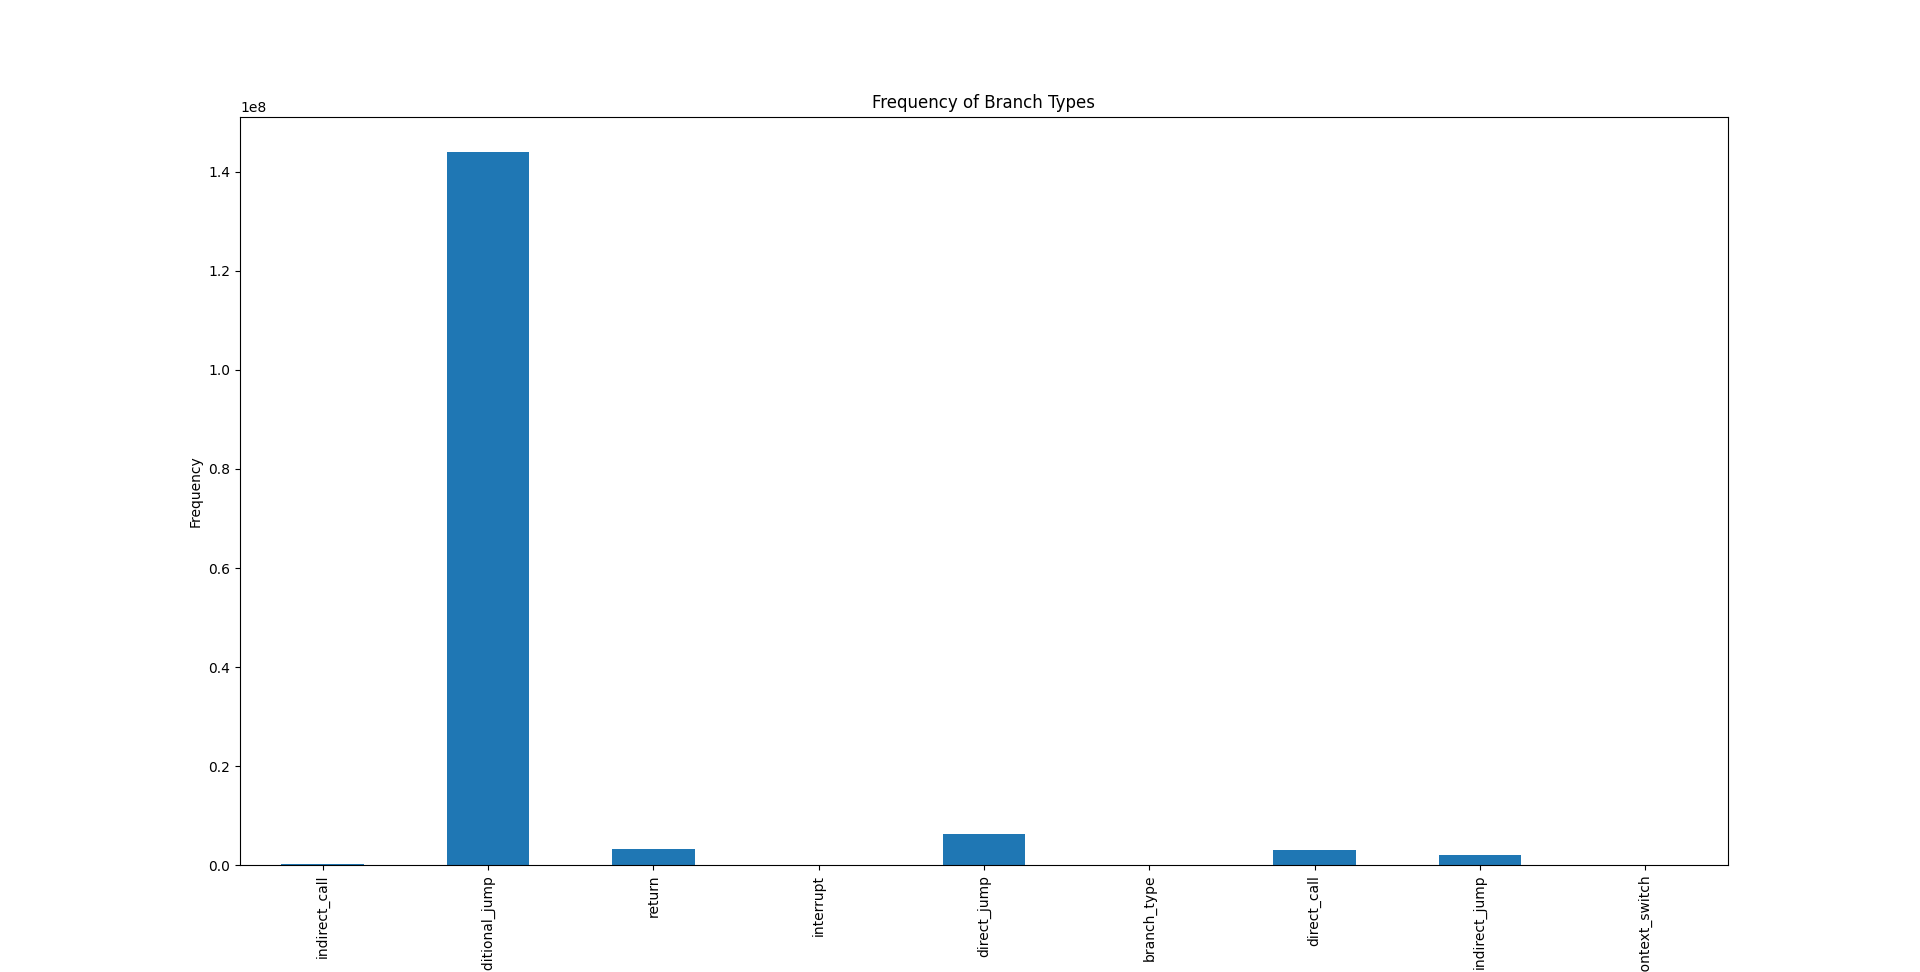 Frequency of Branch Types
1e8
1.4
1.2
1.0
0.8
0.6
0.4
0.2
0.0
Frequency
indirect_call
ditional_jump
return
interrupt
direct_jump
branch_type
direct_call
indirect_jump
ontext_switch